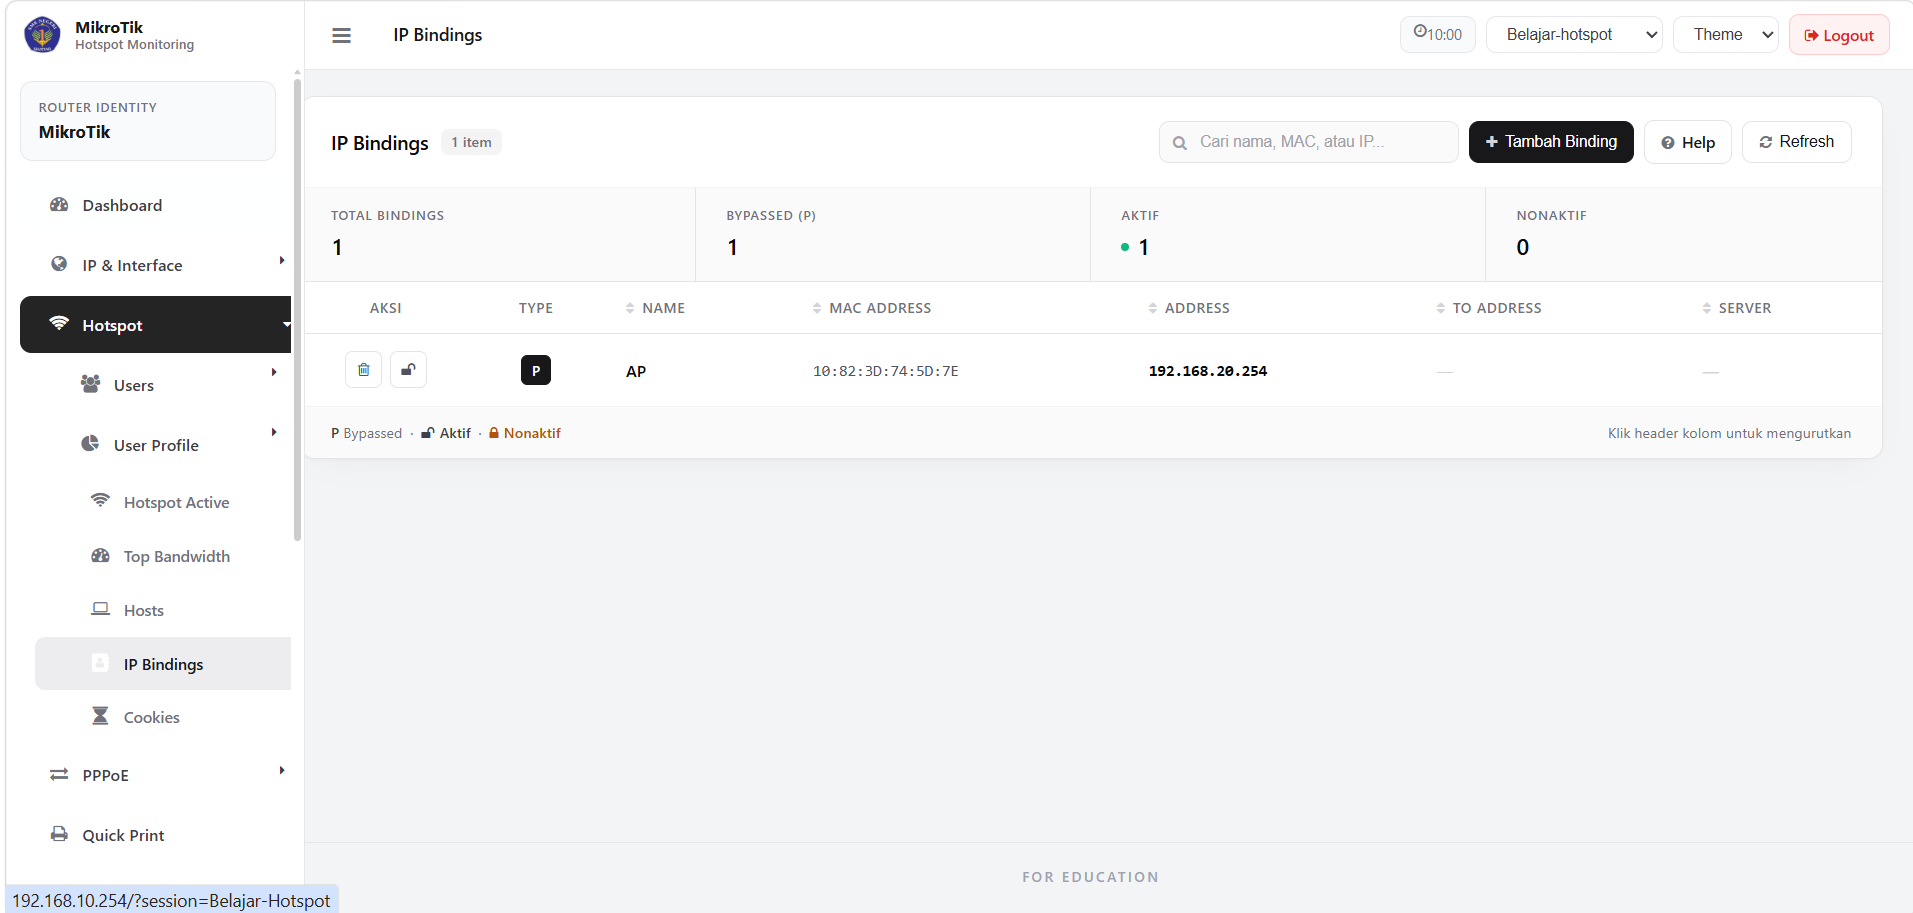 MikroTik
Hotspot Monitoring
IP Bindings
10:00
Belajar-hotspot
Theme
Logout
ROUTER IDENTITY
MikroTik
Dashboard
IP & Interface
Hotspot
Users
User Profile
Hotspot Active
Top Bandwidth
Hosts
IP Bindings
Cookies
PPPoE
Quick Print
IP Bindings 1 item
Cari nama, MAC, atau IP...
Tambah Binding
Help
Refresh
TOTAL BINDINGS
1
BYPASSED (P)
1
AKTIF
1
NONAKTIF
0
AKSI TYPE NAME MAC ADDRESS ADDRESS TO ADDRESS SERVER
P AP 10:82:3D:74:5D:7E 192.168.20.254 — —
P Bypassed · Aktif · Nonaktif
Klik header kolom untuk mengurutkan
FOR EDUCATION
192.168.10.254/?session=Belajar-Hotspot